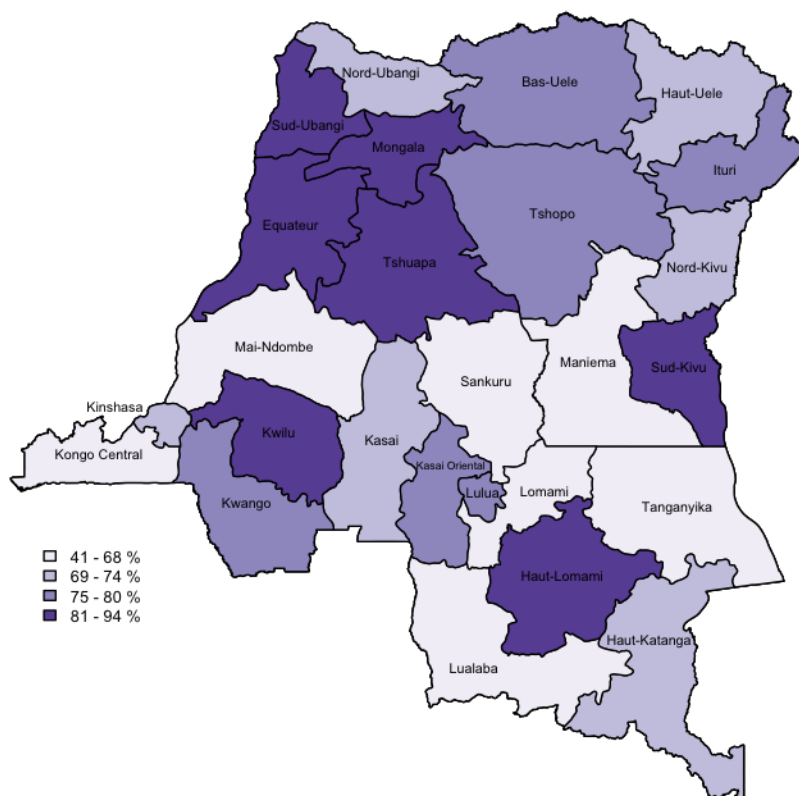 Nord-Ubangi
Bas-Uele
Haut-Uele
Sud-Ubangi
Mongala
Ituri
Tshopo
Equateur
Tshuapa
Nord-Kivu
Mai-Ndombe
Maniema
Sud-Kivu
Sankuru
Kinshasa
Kwilu
Kasai
Kongo Central
Kasai Oriental
Lulua
Lomami
Kwango
Tanganyika
41 - 68 %
69 - 74 %
75 - 80 %
81 - 94 %
Haut-Lomami
Haut-Katanga
Lualaba